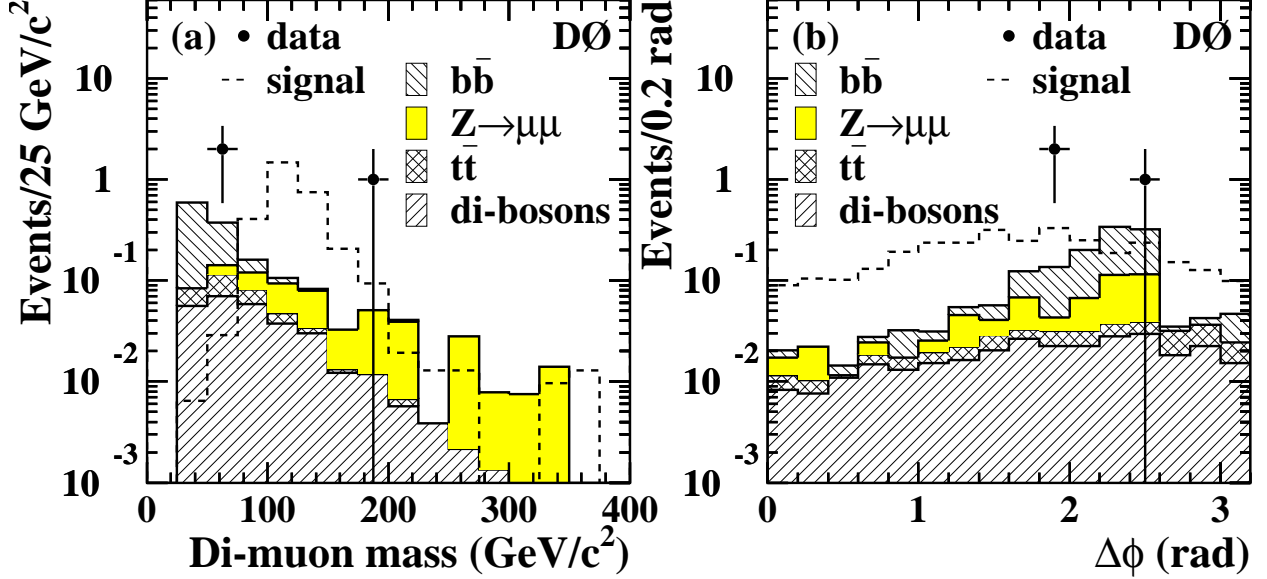 Events/25 GeV/c²
(a)
data
DØ
signal
bb̄
Z→μμ
tt̄
di-bosons
10
1
10 -1
10 -2
10 -3
0 100 200 300 400
Di-muon mass (GeV/c²)
Events/0.2 rad
(b)
data
DØ
signal
bb̄
Z→μμ
tt̄
di-bosons
10
1
10 -1
10 -2
10 -3
0 1 2 3
Δϕ (rad)